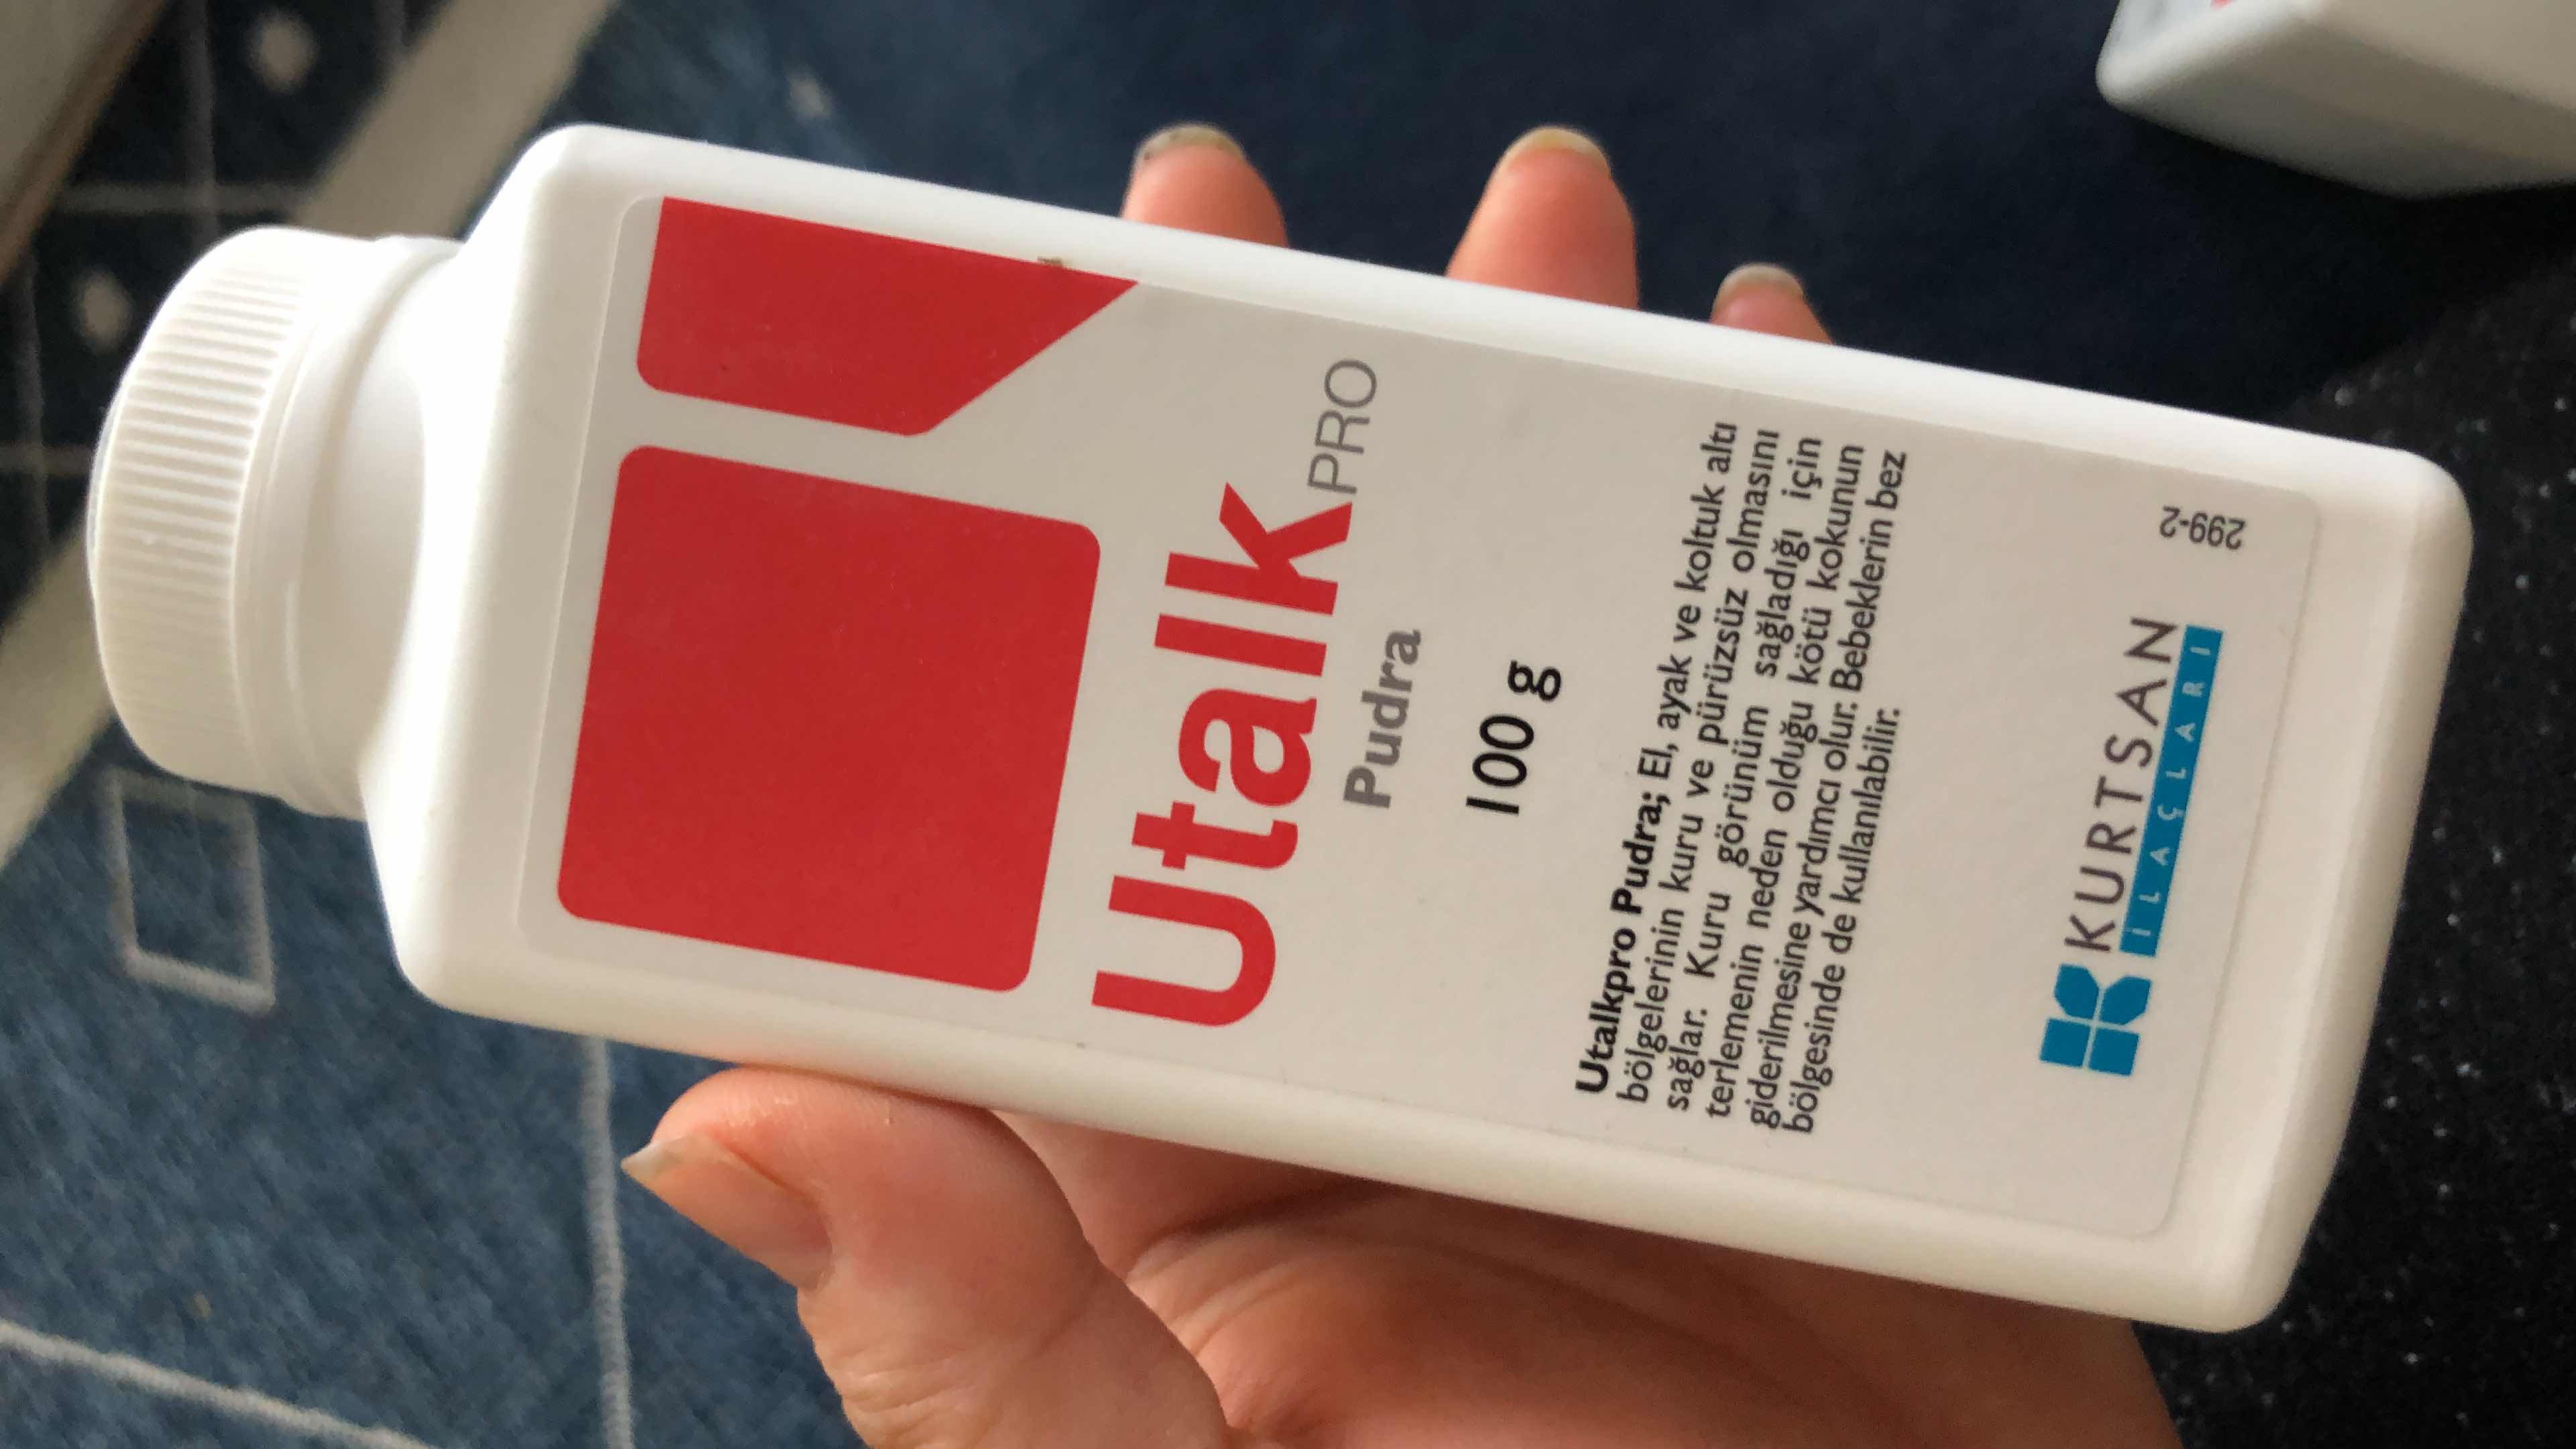 Utalk PRO
Pudra
100 g
Utalkpro Pudra; El, ayak ve koltuk altı
bölgelerinin kuru ve pürüzsüz olmasını
sağlar. Kuru görünüm sağladığı için
terlemenin neden olduğu kötü kokunun
giderilmesine yardımcı olur. Bebeklerin bez
bölgesinde de kullanılabilir.
KURTSAN
İLAÇLARI
299-2